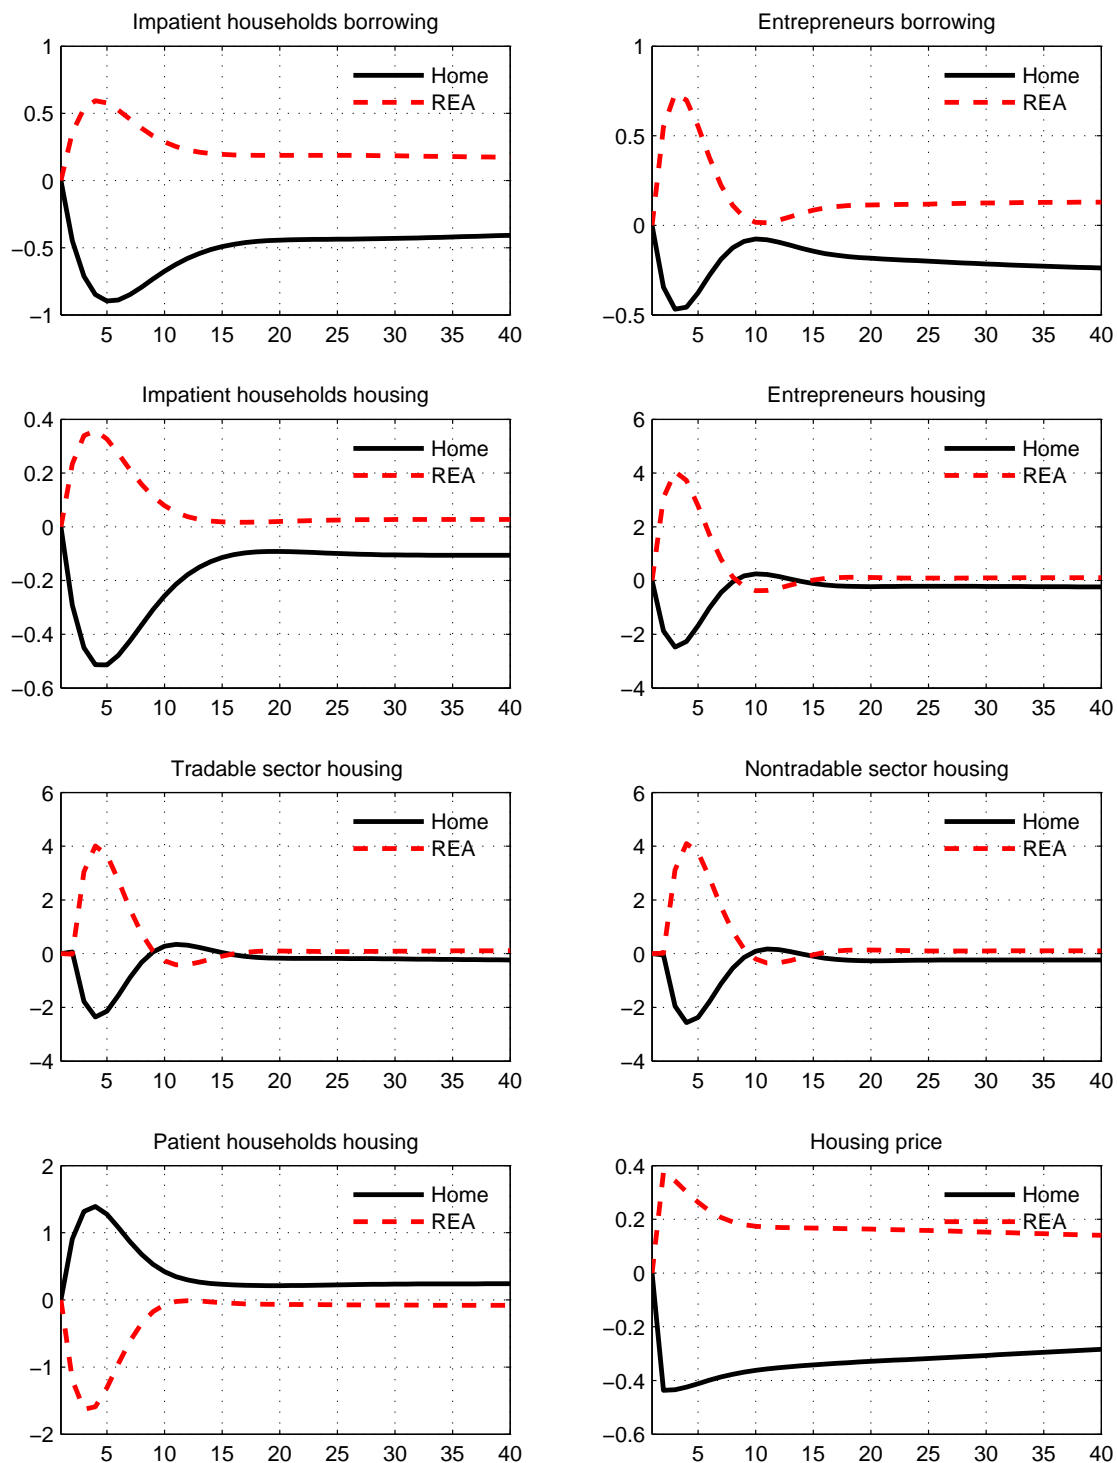 Impatient households borrowing
1
0.5
0
−0.5
−1
5 10 15 20 25 30 35 40
Home
REA
Entrepreneurs borrowing
1
0.5
0
−0.5
5 10 15 20 25 30 35 40
Home
REA
Impatient households housing
0.4
0.2
0
−0.2
−0.4
−0.6
5 10 15 20 25 30 35 40
Home
REA
Entrepreneurs housing
6
4
2
0
−2
−4
5 10 15 20 25 30 35 40
Home
REA
Tradable sector housing
6
4
2
0
−2
−4
5 10 15 20 25 30 35 40
Home
REA
Nontradable sector housing
6
4
2
0
−2
−4
5 10 15 20 25 30 35 40
Home
REA
Patient households housing
2
1
0
−1
−2
5 10 15 20 25 30 35 40
Home
REA
Housing price
0.4
0.2
0
−0.2
−0.4
−0.6
5 10 15 20 25 30 35 40
Home
REA